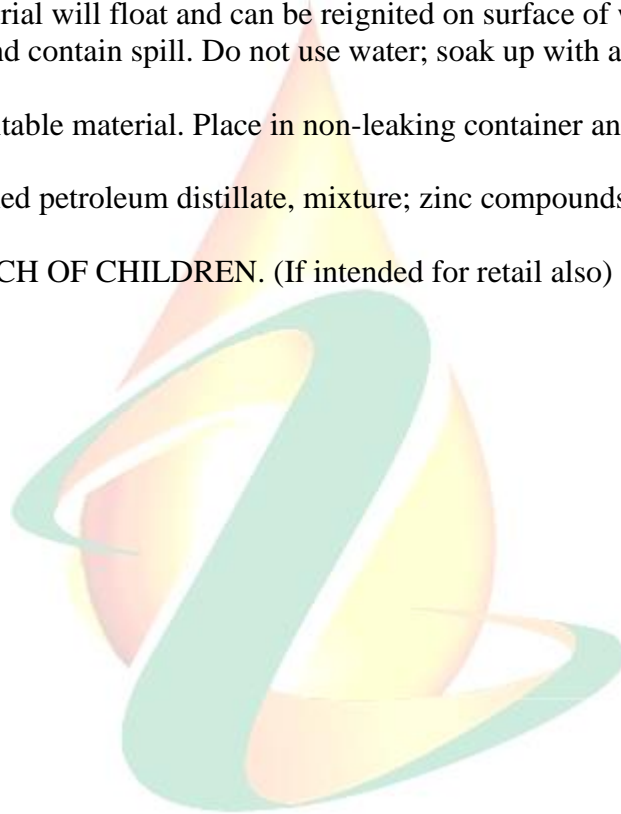 rial will float and can be reignited on surface of
nd contain spill. Do not use water; soak up with a
table material. Place in non-leaking container an
ed petroleum distillate, mixture; zinc compounds
CH OF CHILDREN. (If intended for retail also)